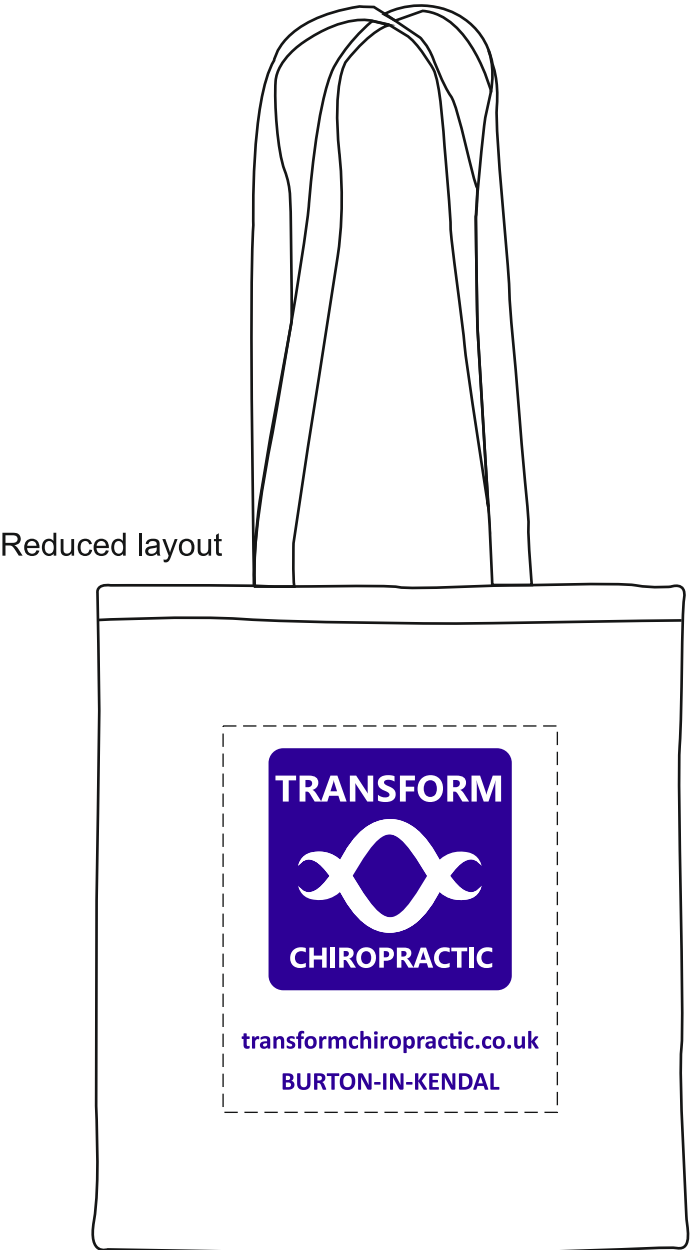 Reduced layout
TRANSFORM
CHIROPRACTIC
transformchiropractic.co.uk
BURTON-IN-KENDAL